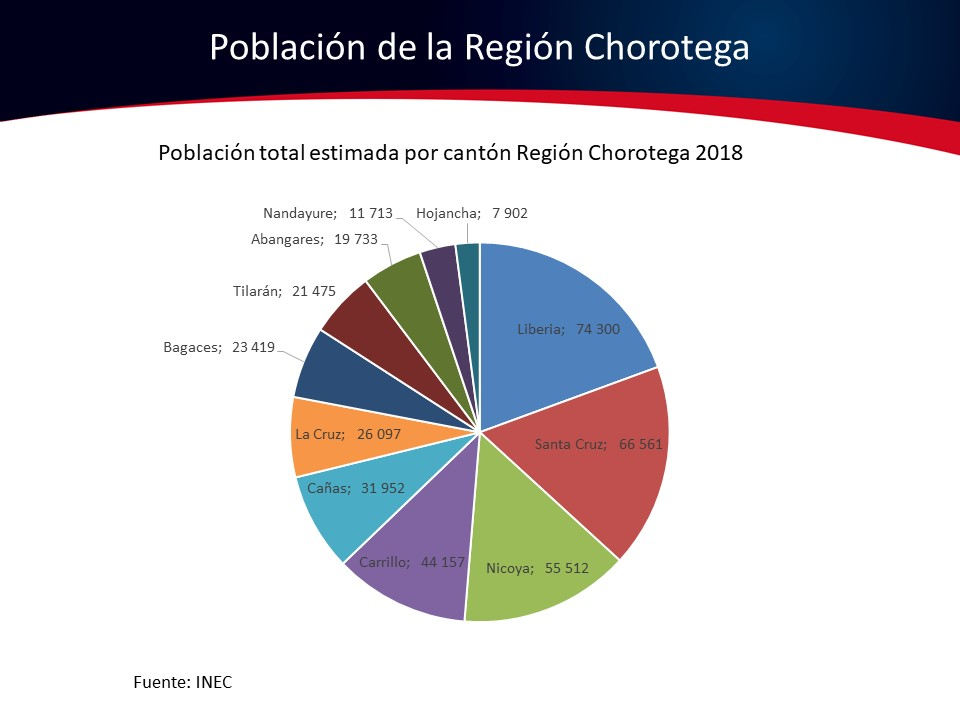 Población de la Región Chorotega
Población total estimada por cantón Región Chorotega 2018
Nandayure; 11 713
Hojancha; 7 902
Abangares; 19 733
Tilarán; 21 475
Liberia; 74 300
Bagaces; 23 419
La Cruz; 26 097
Santa Cruz; 66 561
Cañas; 31 952
Carrillo; 44 157
Nicoya; 55 512
Fuente: INEC